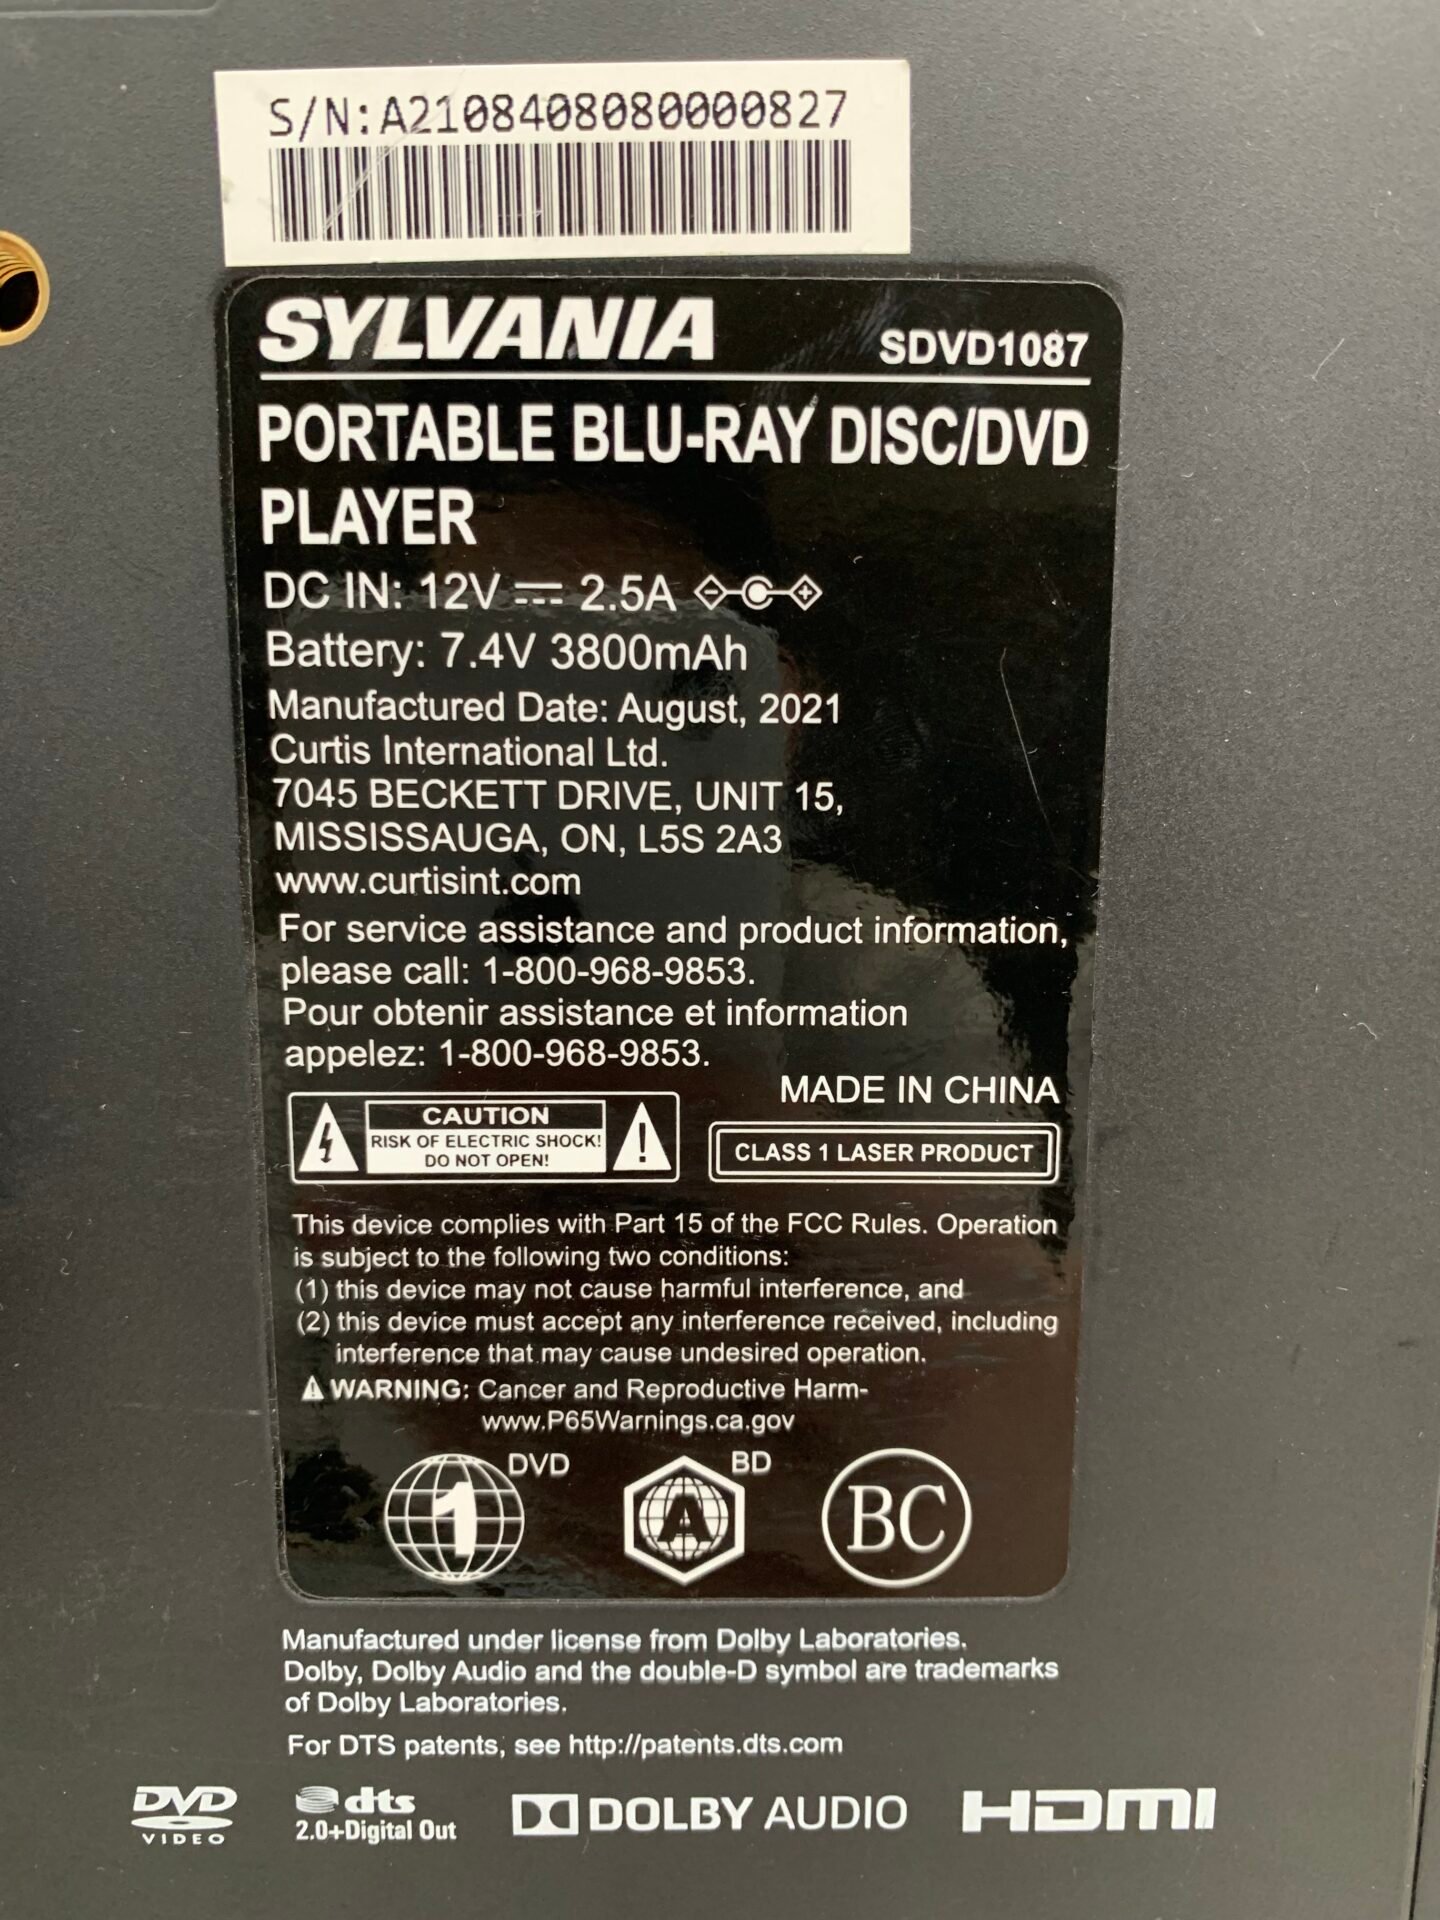 S/N:A2108408080000827
SYLVANIA SDVD1087
PORTABLE BLU-RAY DISC/DVD
PLAYER
DC IN: 12V ⎓ 2.5A
Battery: 7.4V 3800mAh
Manufactured Date: August, 2021
Curtis International Ltd.
7045 BECKETT DRIVE, UNIT 15,
MISSISSAUGA, ON, L5S 2A3
www.curtisint.com
For service assistance and product information,
please call: 1-800-968-9853.
Pour obtenir assistance et information
appelez: 1-800-968-9853.
MADE IN CHINA
CAUTION
RISK OF ELECTRIC SHOCK!
DO NOT OPEN!
CLASS 1 LASER PRODUCT
This device complies with Part 15 of the FCC Rules. Operation
is subject to the following two conditions:
(1) this device may not cause harmful interference, and
(2) this device must accept any interference received, including
interference that may cause undesired operation.
⚠ WARNING: Cancer and Reproductive Harm-
www.P65Warnings.ca.gov
1 DVD A BD BC
Manufactured under license from Dolby Laboratories.
Dolby, Dolby Audio and the double-D symbol are trademarks
of Dolby Laboratories.
For DTS patents, see http://patents.dts.com
DVD
VIDEO
dts
2.0+Digital Out
DOLBY AUDIO
HDMI